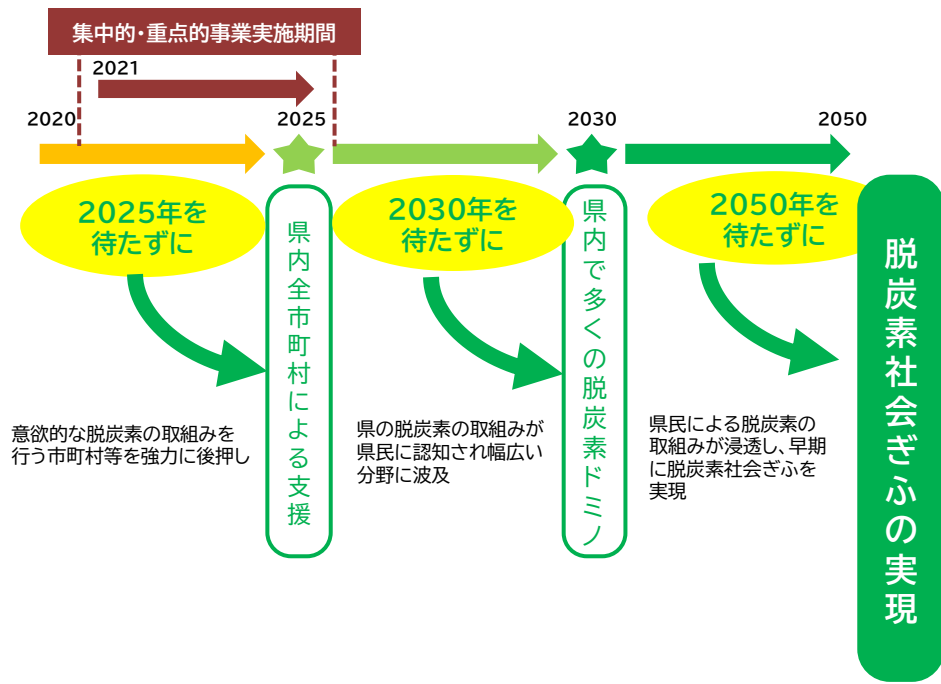 集中的・重点的事業実施期間
2021
2020
2025
2030
2050
2025年を
待たずに
県内全市町村による支援
2030年を
待たずに
県内で多くの脱炭素ドミノ
2050年を
待たずに
脱炭素社会ぎふの実現
意欲的な脱炭素の取組みを
行う市町村等を強力に後押し
県の脱炭素の取組みが
県民に認知され幅広い
分野に波及
県民による脱炭素の
取組みが浸透し、早期
に脱炭素社会ぎふを
実現